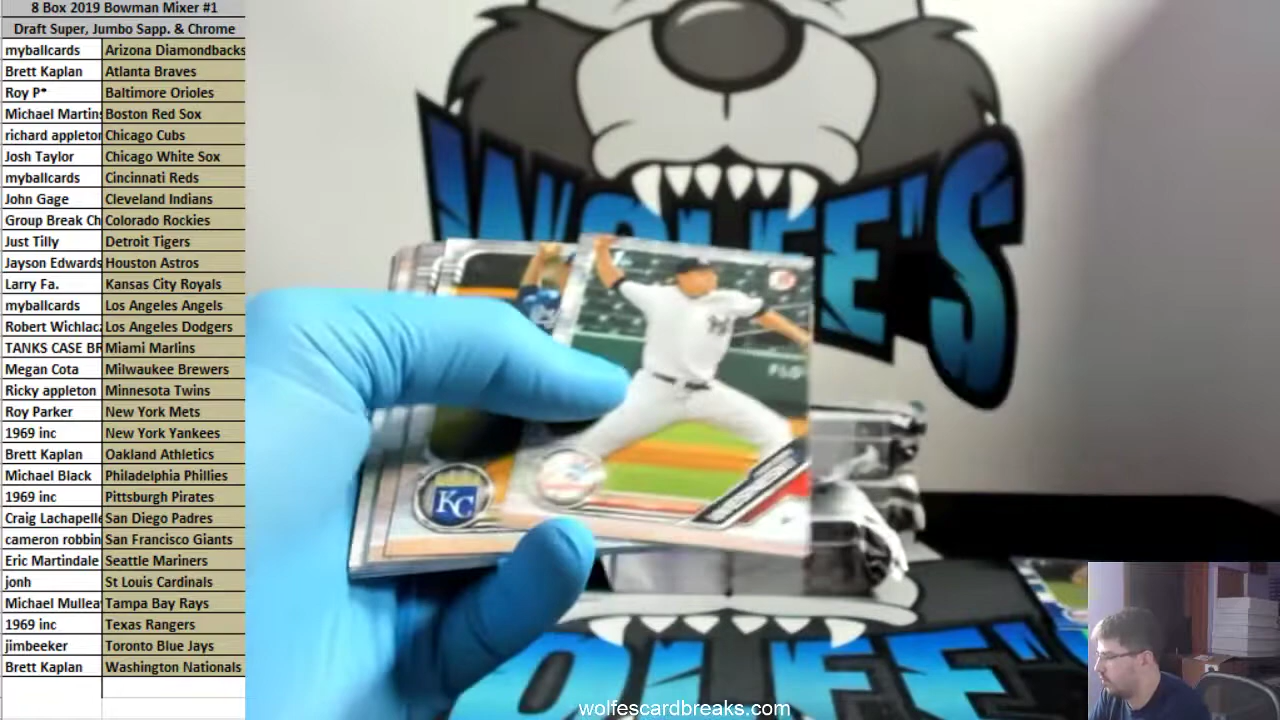 8 Box 2019 Bowman Mixer #1
Draft Super, Jumbo Sapp. & Chrome
myballcards Arizona Diamondbacks
Brett Kaplan Atlanta Braves
Roy P* Baltimore Orioles
Michael Martins Boston Red Sox
richard appleton Chicago Cubs
Josh Taylor Chicago White Sox
myballcards Cincinnati Reds
John Gage Cleveland Indians
Group Break Ch Colorado Rockies
Just Tilly Detroit Tigers
Jayson Edwards Houston Astros
Larry Fa. Kansas City Royals
myballcards Los Angeles Angels
Robert Wichlac Los Angeles Dodgers
TANKS CASE BR Miami Marlins
Megan Cota Milwaukee Brewers
Ricky appleton Minnesota Twins
Roy Parker New York Mets
1969 inc New York Yankees
Brett Kaplan Oakland Athletics
Michael Black Philadelphia Phillies
1969 inc Pittsburgh Pirates
Craig Lachapelle San Diego Padres
cameron robbin San Francisco Giants
Eric Martindale Seattle Mariners
jonh St Louis Cardinals
Michael Mullea Tampa Bay Rays
1969 inc Texas Rangers
jimbeeker Toronto Blue Jays
Brett Kaplan Washington Nationals
WOLFE'S
KC
OLFE'
wolfescardbreaks.com